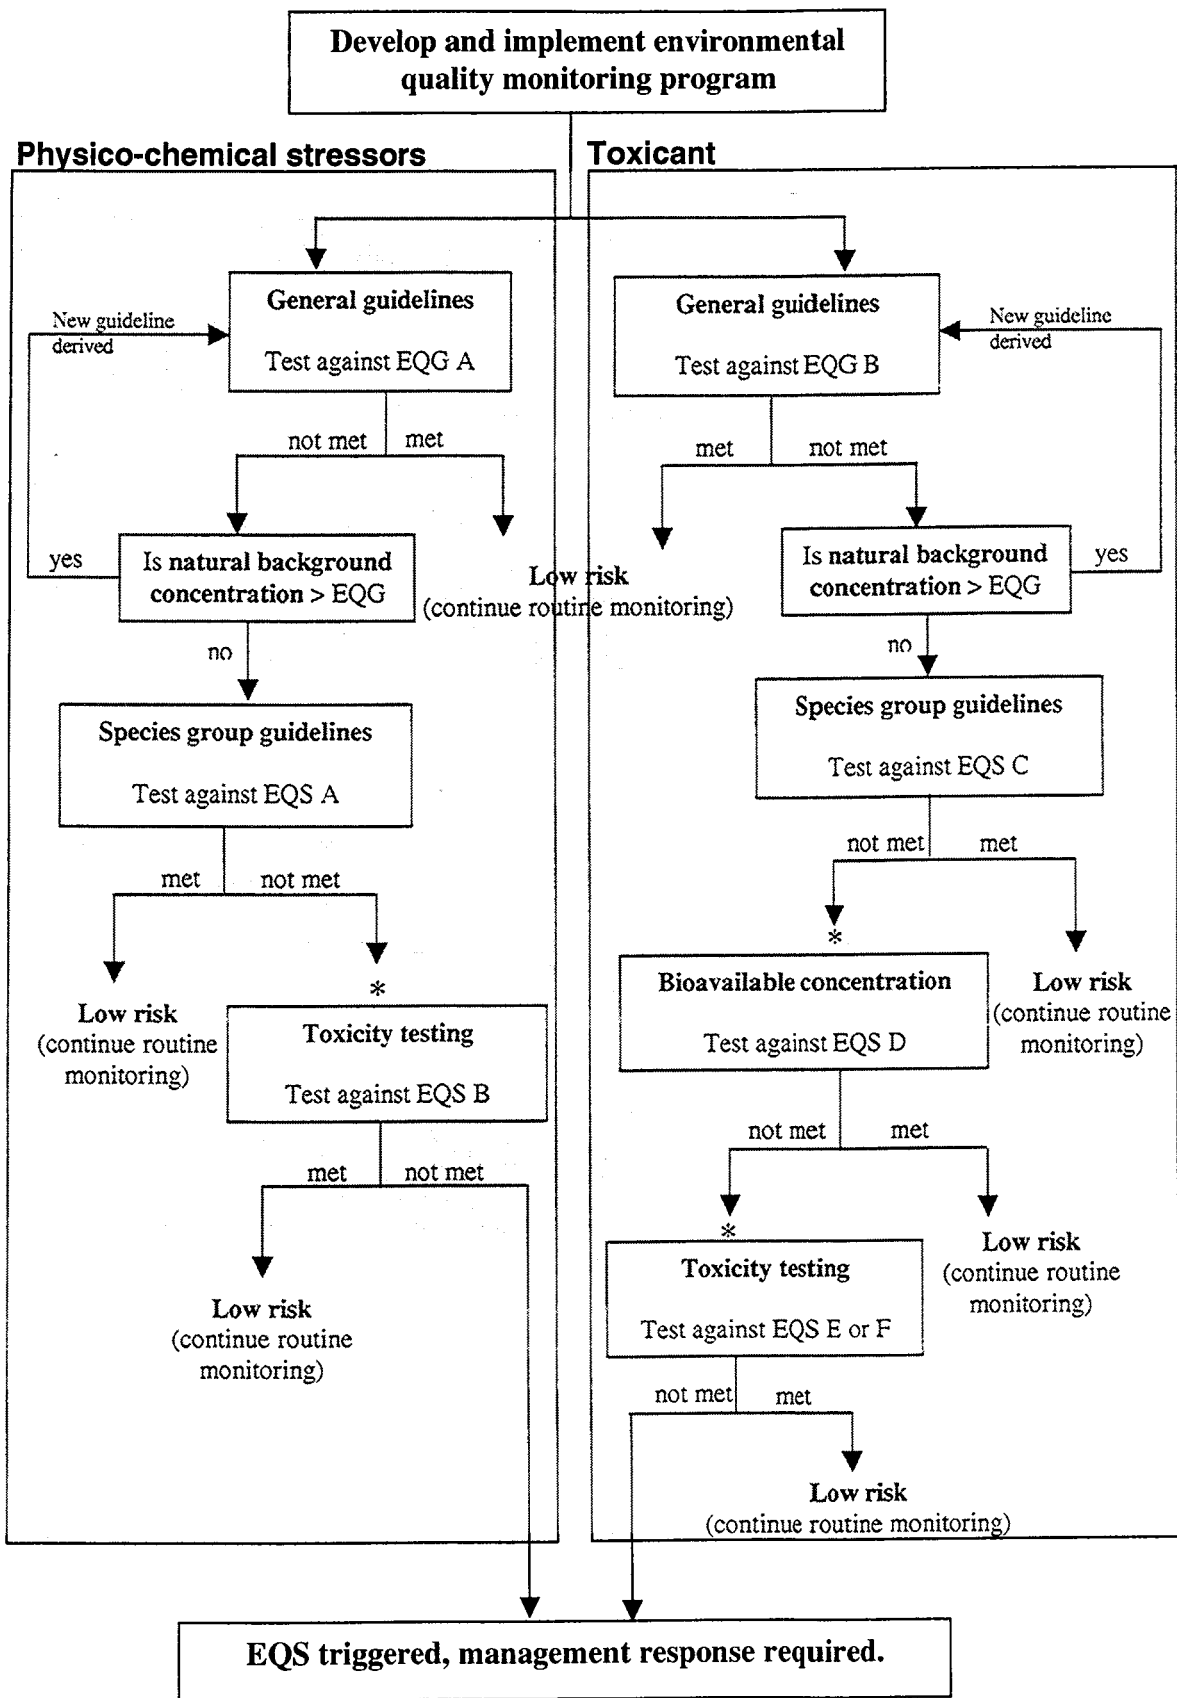 Develop and implement environmental
quality monitoring program
Physico-chemical stressors
Toxicant
General guidelines
Test against EQG A
New guideline
derived
not met
met
Is natural background
concentration > EQG
yes
no
Low risk
(continue routine monitoring)
General guidelines
Test against EQG B
New guideline
derived
met
not met
Is natural background
concentration > EQG
yes
no
Species group guidelines
Test against EQS A
met
not met
Low risk
(continue routine
monitoring)
*
Toxicity testing
Test against EQS B
met
not met
Low risk
(continue routine
monitoring)
Species group guidelines
Test against EQS C
not met
met
*
Bioavailable concentration
Test against EQS D
Low risk
(continue routine
monitoring)
not met
met
*
Toxicity testing
Test against EQS E or F
Low risk
(continue routine
monitoring)
not met
met
Low risk
(continue routine monitoring)
EQS triggered, management response required.